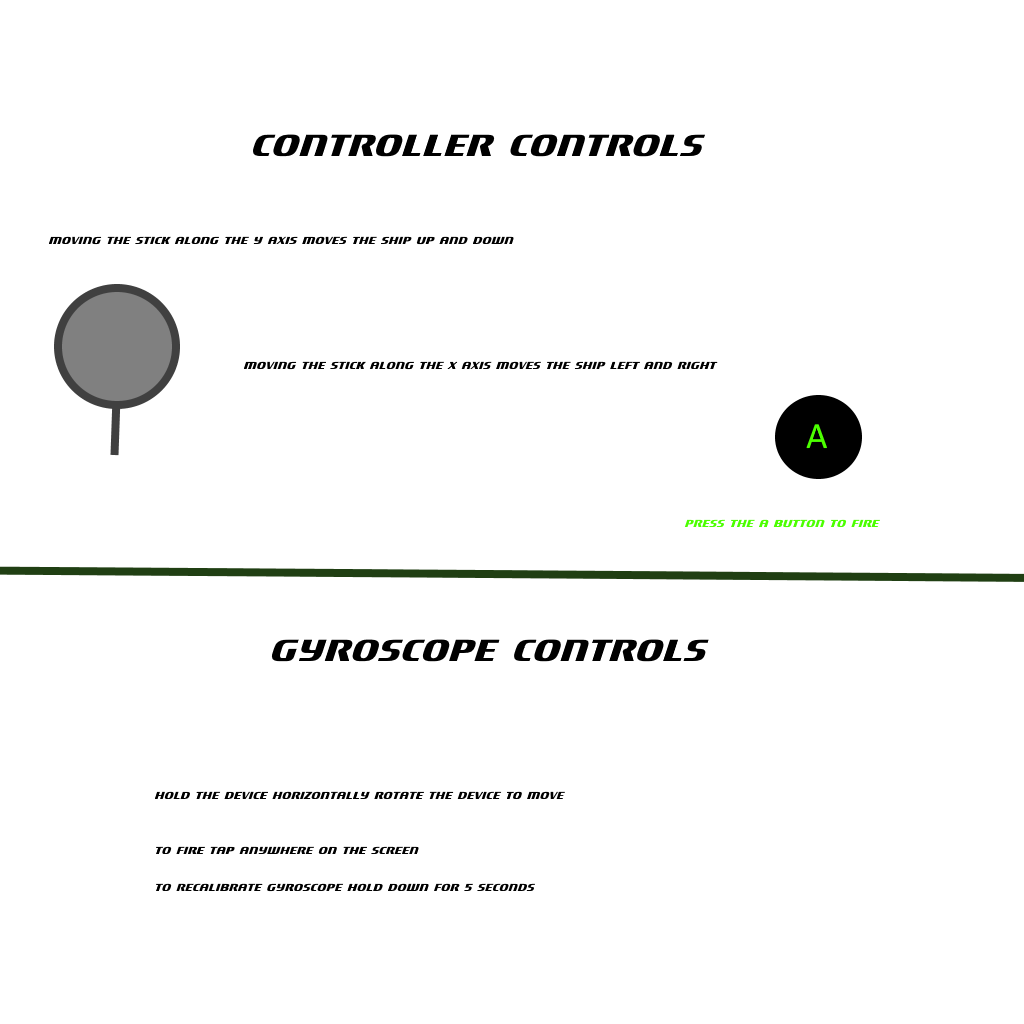 CONTROLLER CONTROLS
MOVING THE STICK ALONG THE Y AXIS MOVES THE SHIP UP AND DOWN
MOVING THE STICK ALONG THE X AXIS MOVES THE SHIP LEFT AND RIGHT
A
PRESS THE A BUTTON TO FIRE
GYROSCOPE CONTROLS
HOLD THE DEVICE HORIZONTALLY ROTATE THE DEVICE TO MOVE
TO FIRE TAP ANYWHERE ON THE SCREEN
TO RECALIBRATE GYROSCOPE HOLD DOWN FOR 5 SECONDS